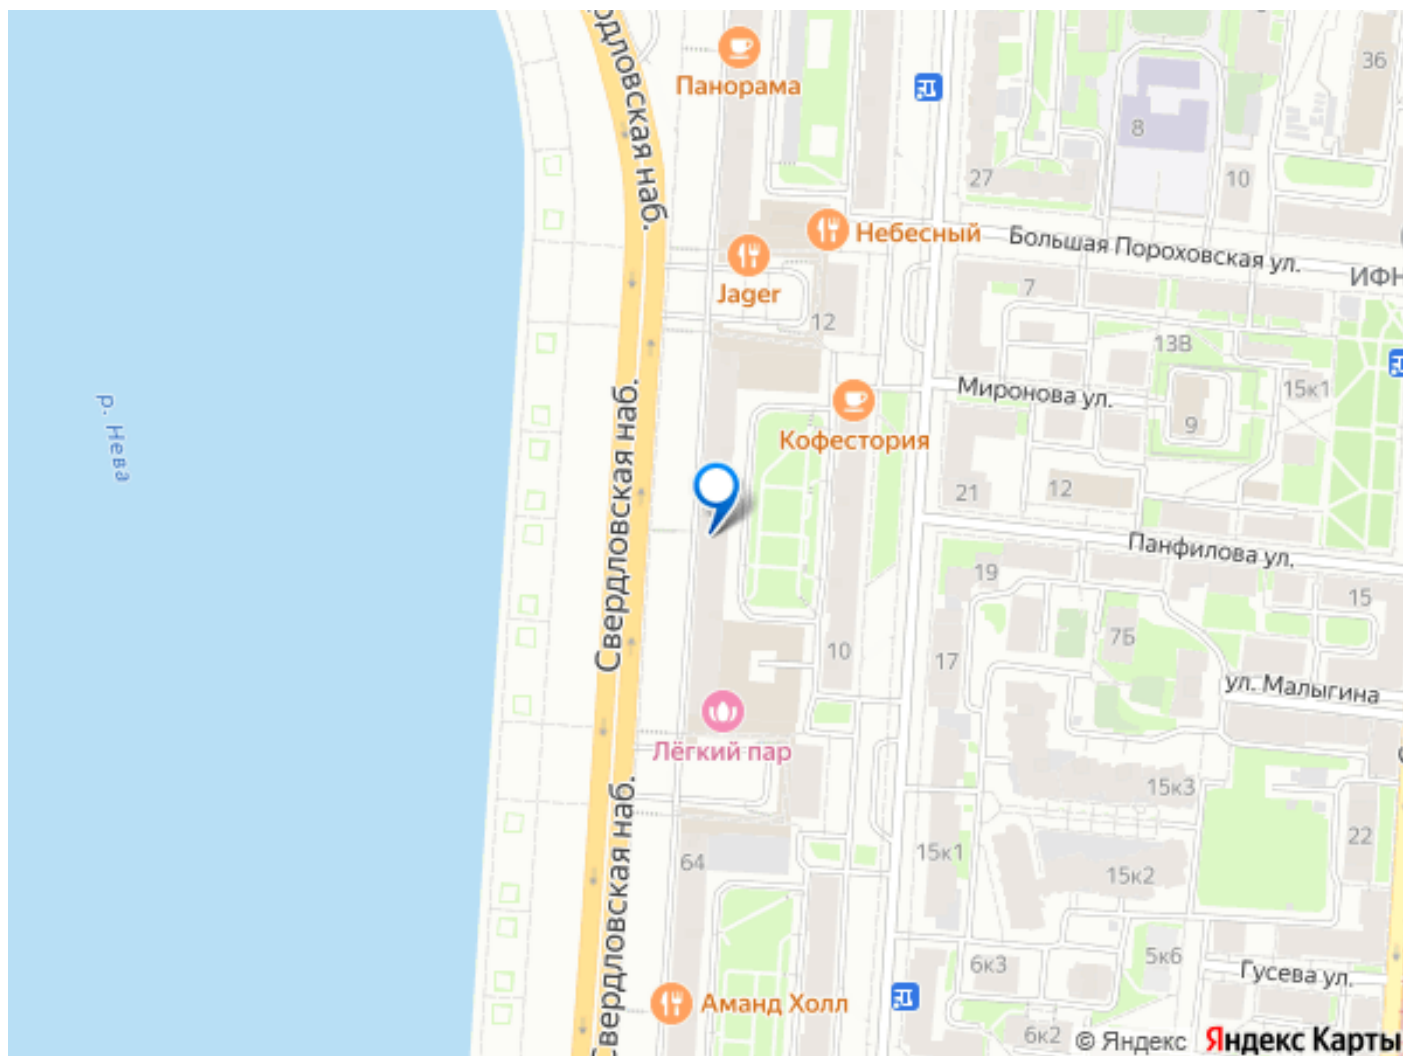 Свердловская наб.
Панорама
36
8
27
10
Небесный
Большая Пороховская ул.
ИФН
Jager
7
12
13В
15к1
Миронова ул.
р. Нева
Свердловская наб.
Кофестория
9
21
12
Панфилова ул.
19
15
7Б
10
17
ул. Малыгина
Лёгкий пар
15к3
Свердловская наб.
22
64
15к1
15к2
6к3
5к6
Гусева ул.
Аманд Холл
6к2
© Яндекс Яндекс Карты